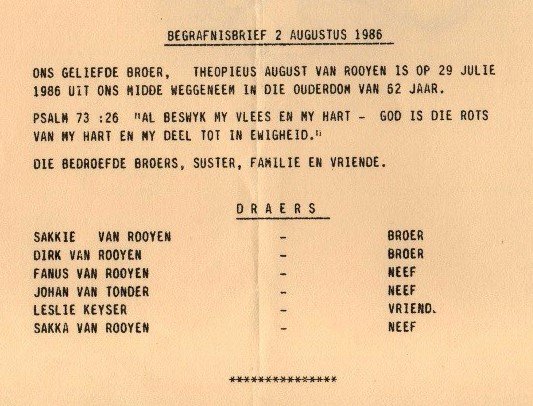 BEGRAFNISBRIEF 2 AUGUSTUS 1986
ONS GELIEFDE BROER, THEOPIEUS AUGUST VAN ROOYEN IS OP 29 JULIE
1986 UIT ONS MIDDE WEGGENEEM IN DIE OUDERDOM VAN 62 JAAR.
PSALM 73 :26 "AL BESWYK MY VLEES EN MY HART - GOD IS DIE ROTS
VAN MY HART EN MY DEEL TOT IN EWIGHEID."
DIE BEDROEFDE BROERS, SUSTER, FAMILIE EN VRIENDE.
D R A E R S
SAKKIE VAN ROOYEN - BROER
DIRK VAN ROOYEN - BROER
FANUS VAN ROOYEN - NEEF
JOHAN VAN TONDER - NEEF
LESLIE KEYSER - VRIEND.
SAKKA VAN ROOYEN - NEEF
***************